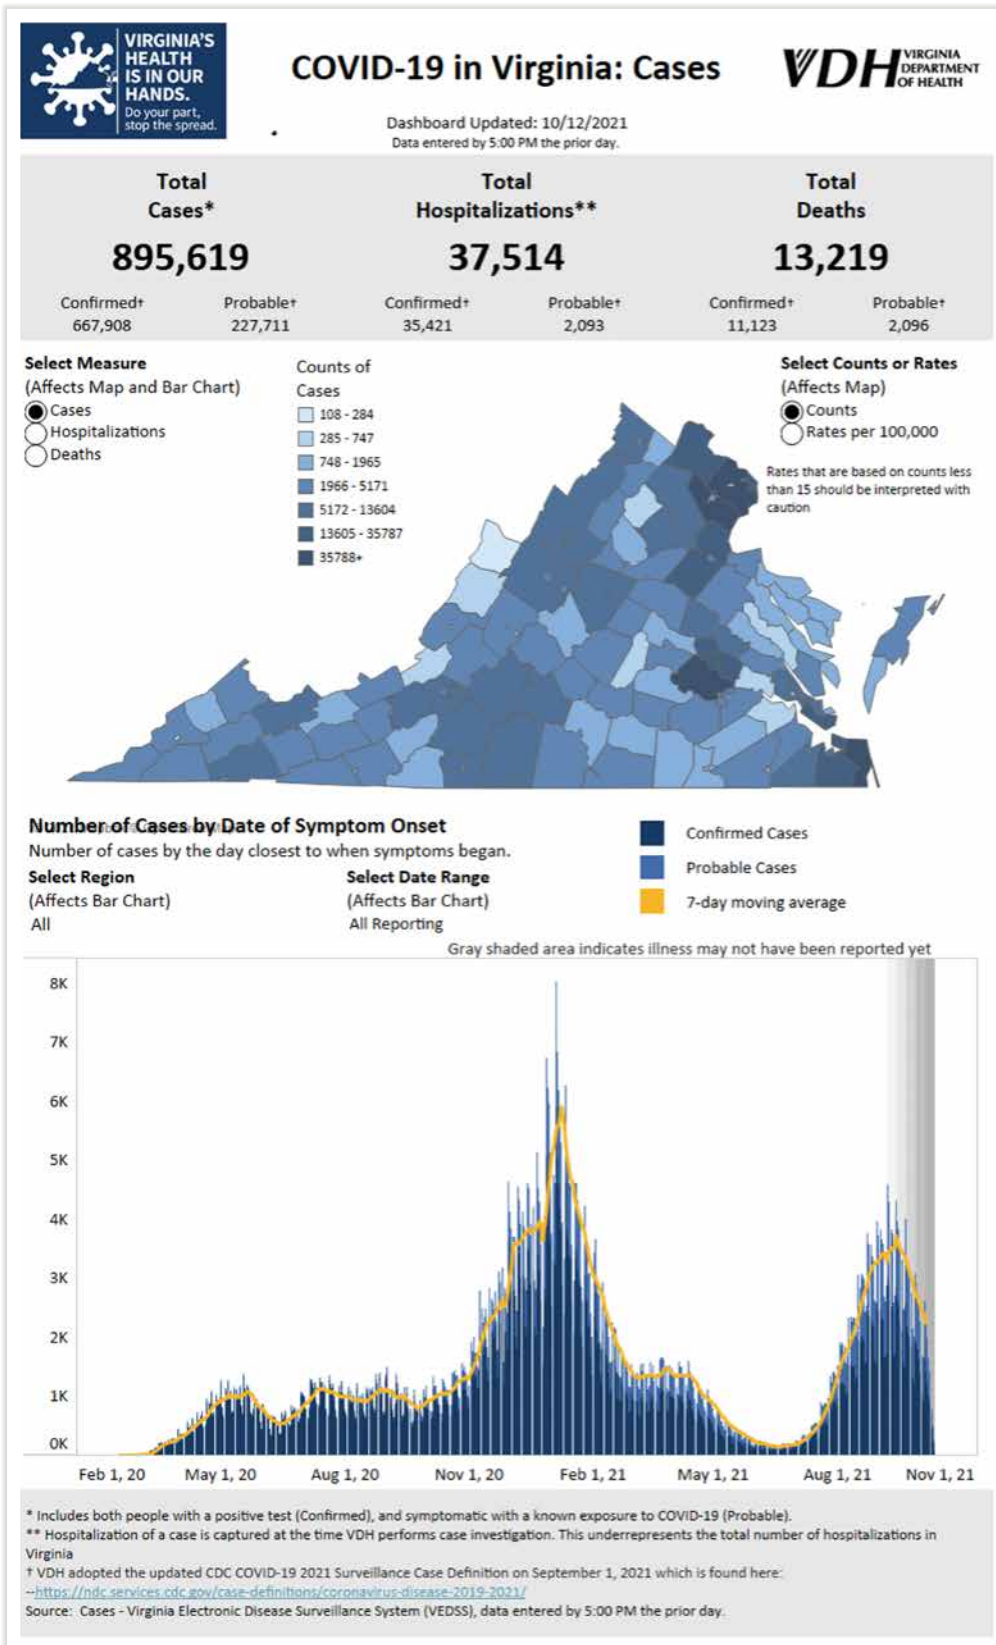 VIRGINIA'S
HEALTH
IS IN OUR
HANDS.
Do your part,
stop the spread.
COVID-19 in Virginia: Cases
VDH VIRGINIA
DEPARTMENT
OF HEALTH
Dashboard Updated: 10/12/2021
Data entered by 5:00 PM the prior day.
Total Total Total
Cases* Hospitalizations** Deaths
895,619 37,514 13,219
Confirmed† Probable† Confirmed† Probable† Confirmed† Probable†
667,908 227,711 35,421 2,093 11,123 2,096
Select Measure
(Affects Map and Bar Chart)
Cases
Hospitalizations
Deaths
Counts of
Cases
108 - 284
285 - 747
748 - 1965
1966 - 5171
5172 - 13604
13605 - 35787
35788+
Select Counts or Rates
(Affects Map)
Counts
Rates per 100,000
Rates that are based on counts less
than 15 should be interpreted with
caution
Number of Cases by Date of Symptom Onset
Number of cases by the day closest to when symptoms began.
Select Region Select Date Range
(Affects Bar Chart) (Affects Bar Chart)
All All Reporting
Confirmed Cases
Probable Cases
7-day moving average
Gray shaded area indicates illness may not have been reported yet
8K
7K
6K
5K
4K
3K
2K
1K
0K
Feb 1, 20 May 1, 20 Aug 1, 20 Nov 1, 20 Feb 1, 21 May 1, 21 Aug 1, 21 Nov 1, 21
* Includes both people with a positive test (Confirmed), and symptomatic with a known exposure to COVID-19 (Probable).
** Hospitalization of a case is captured at the time VDH performs case investigation. This underrepresents the total number of hospitalizations in
Virginia
† VDH adopted the updated CDC COVID-19 2021 Surveillance Case Definition on September 1, 2021 which is found here:
--https://ndc.services.cdc.gov/case-definitions/coronavirus-disease-2019-2021/
Source: Cases - Virginia Electronic Disease Surveillance System (VEDSS), data entered by 5:00 PM the prior day.